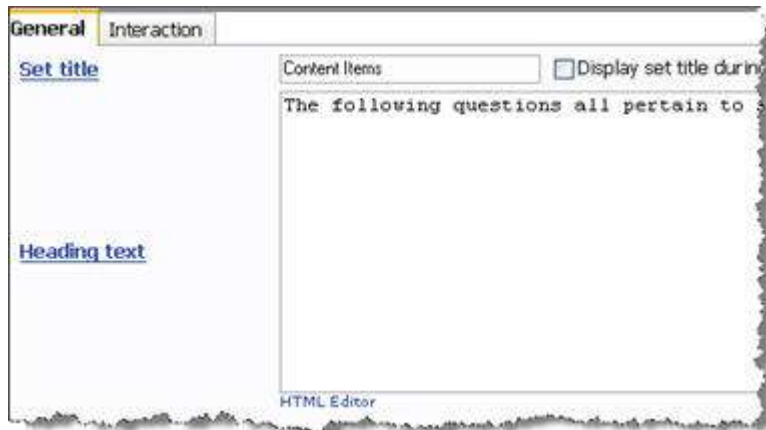 General Interaction
Set title Content Items Display set title durin
The following questions all pertain to
Heading text
HTML Editor